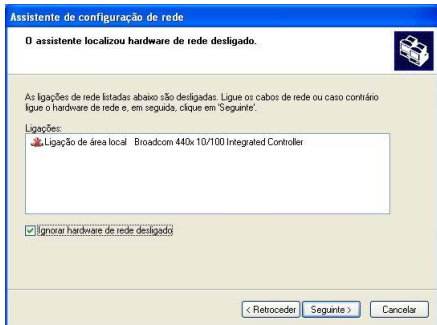 Assistente de configuração de rede
O assistente localizou hardware de rede desligado.
As ligações de rede listadas abaixo são desligadas. Ligue os cabos de rede ou caso contrário
ligue o hardware de rede e, em seguida, clique em 'Seguinte'.
Ligações:
Ligação de área local Broadcom 440x 10/100 Integrated Controller
Ignorar hardware de rede desligado
< Retroceder Seguinte > Cancelar